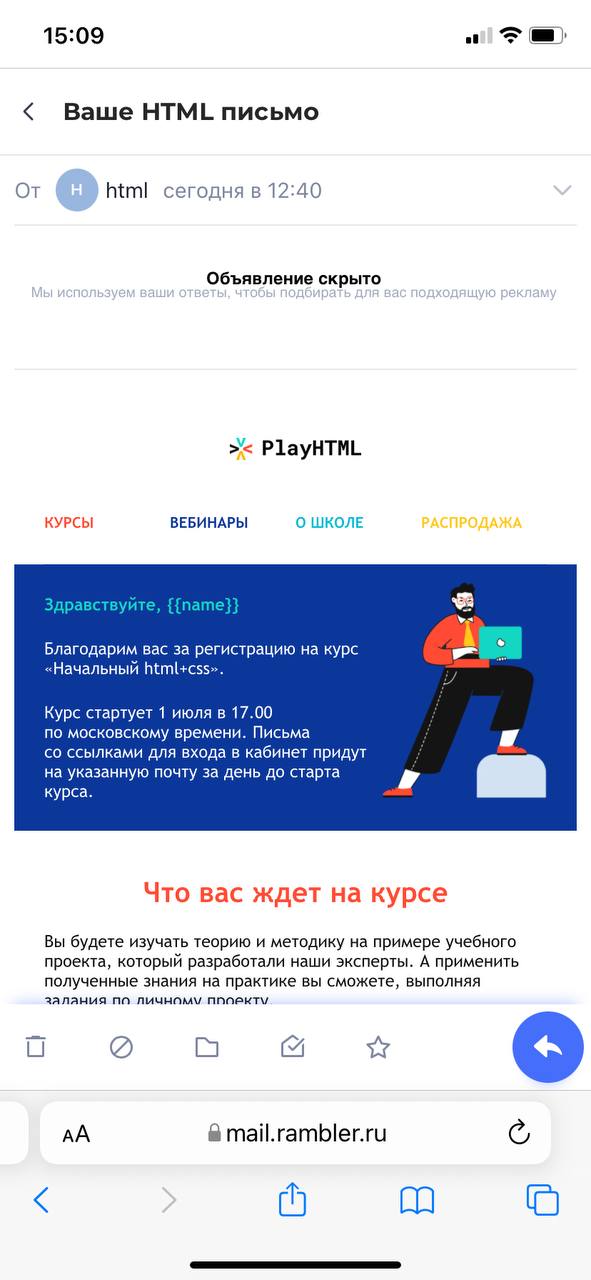 15:09
Ваше HTML письмо
От H html сегодня в 12:40
Объявление скрыто
Мы используем ваши ответы, чтобы подбирать для вас подходящую рекламу
PlayHTML
КУРСЫ ВЕБИНАРЫ О ШКОЛЕ РАСПРОДАЖА
Здравствуйте, {{name}}
Благодарим вас за регистрацию на курс
«Начальный html+css».
Курс стартует 1 июля в 17.00
по московскому времени. Письма
со ссылками для входа в кабинет придут
на указанную почту за день до старта
курса.
Что вас ждет на курсе
Вы будете изучать теорию и методику на примере учебного
проекта, который разработали наши эксперты. А применить
полученные знания на практике вы сможете, выполняя
задания по личному проекту.
AA mail.rambler.ru